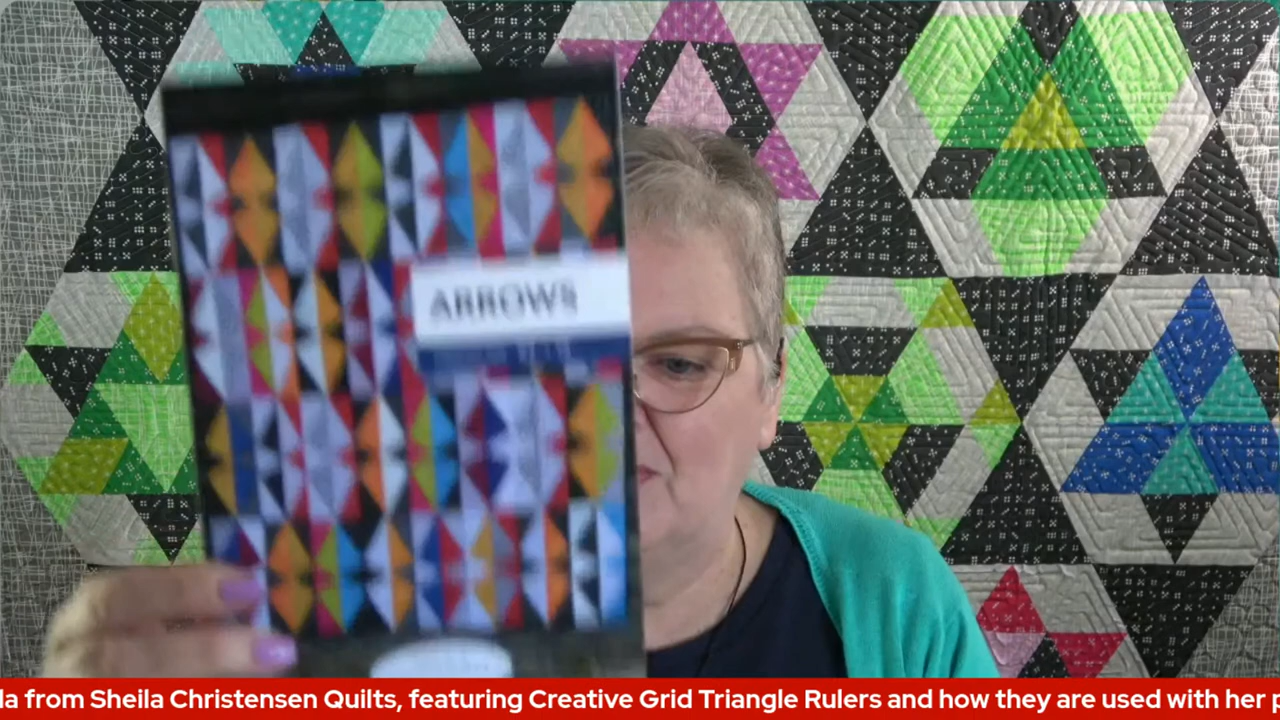 ARROWS
la from Sheila Christensen Quilts, featuring Creative Grid Triangle Rulers and how they are used with her p